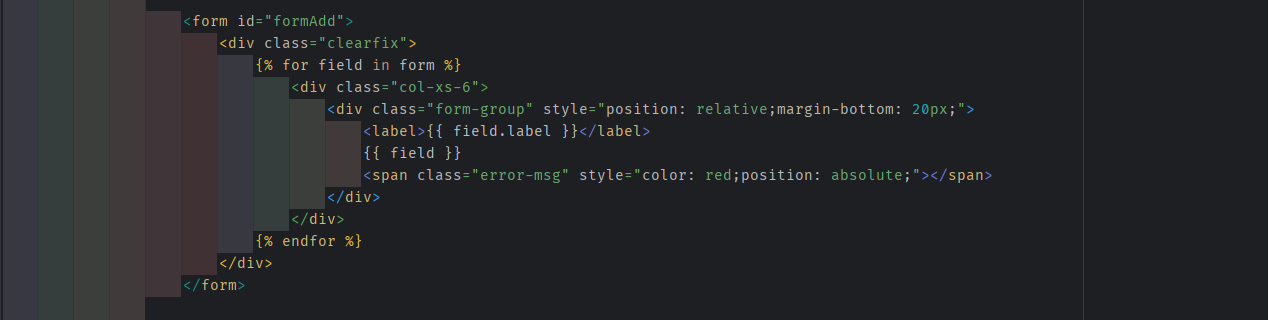 <form id="formAdd">
<div class="clearfix">
{% for field in form %}
<div class="col-xs-6">
<div class="form-group" style="position: relative;margin-bottom: 20px;">
<label>{{ field.label }}</label>
{{ field }}
<span class="error-msg" style="color: red;position: absolute;"></span>
</div>
</div>
{% endfor %}
</div>
</form>